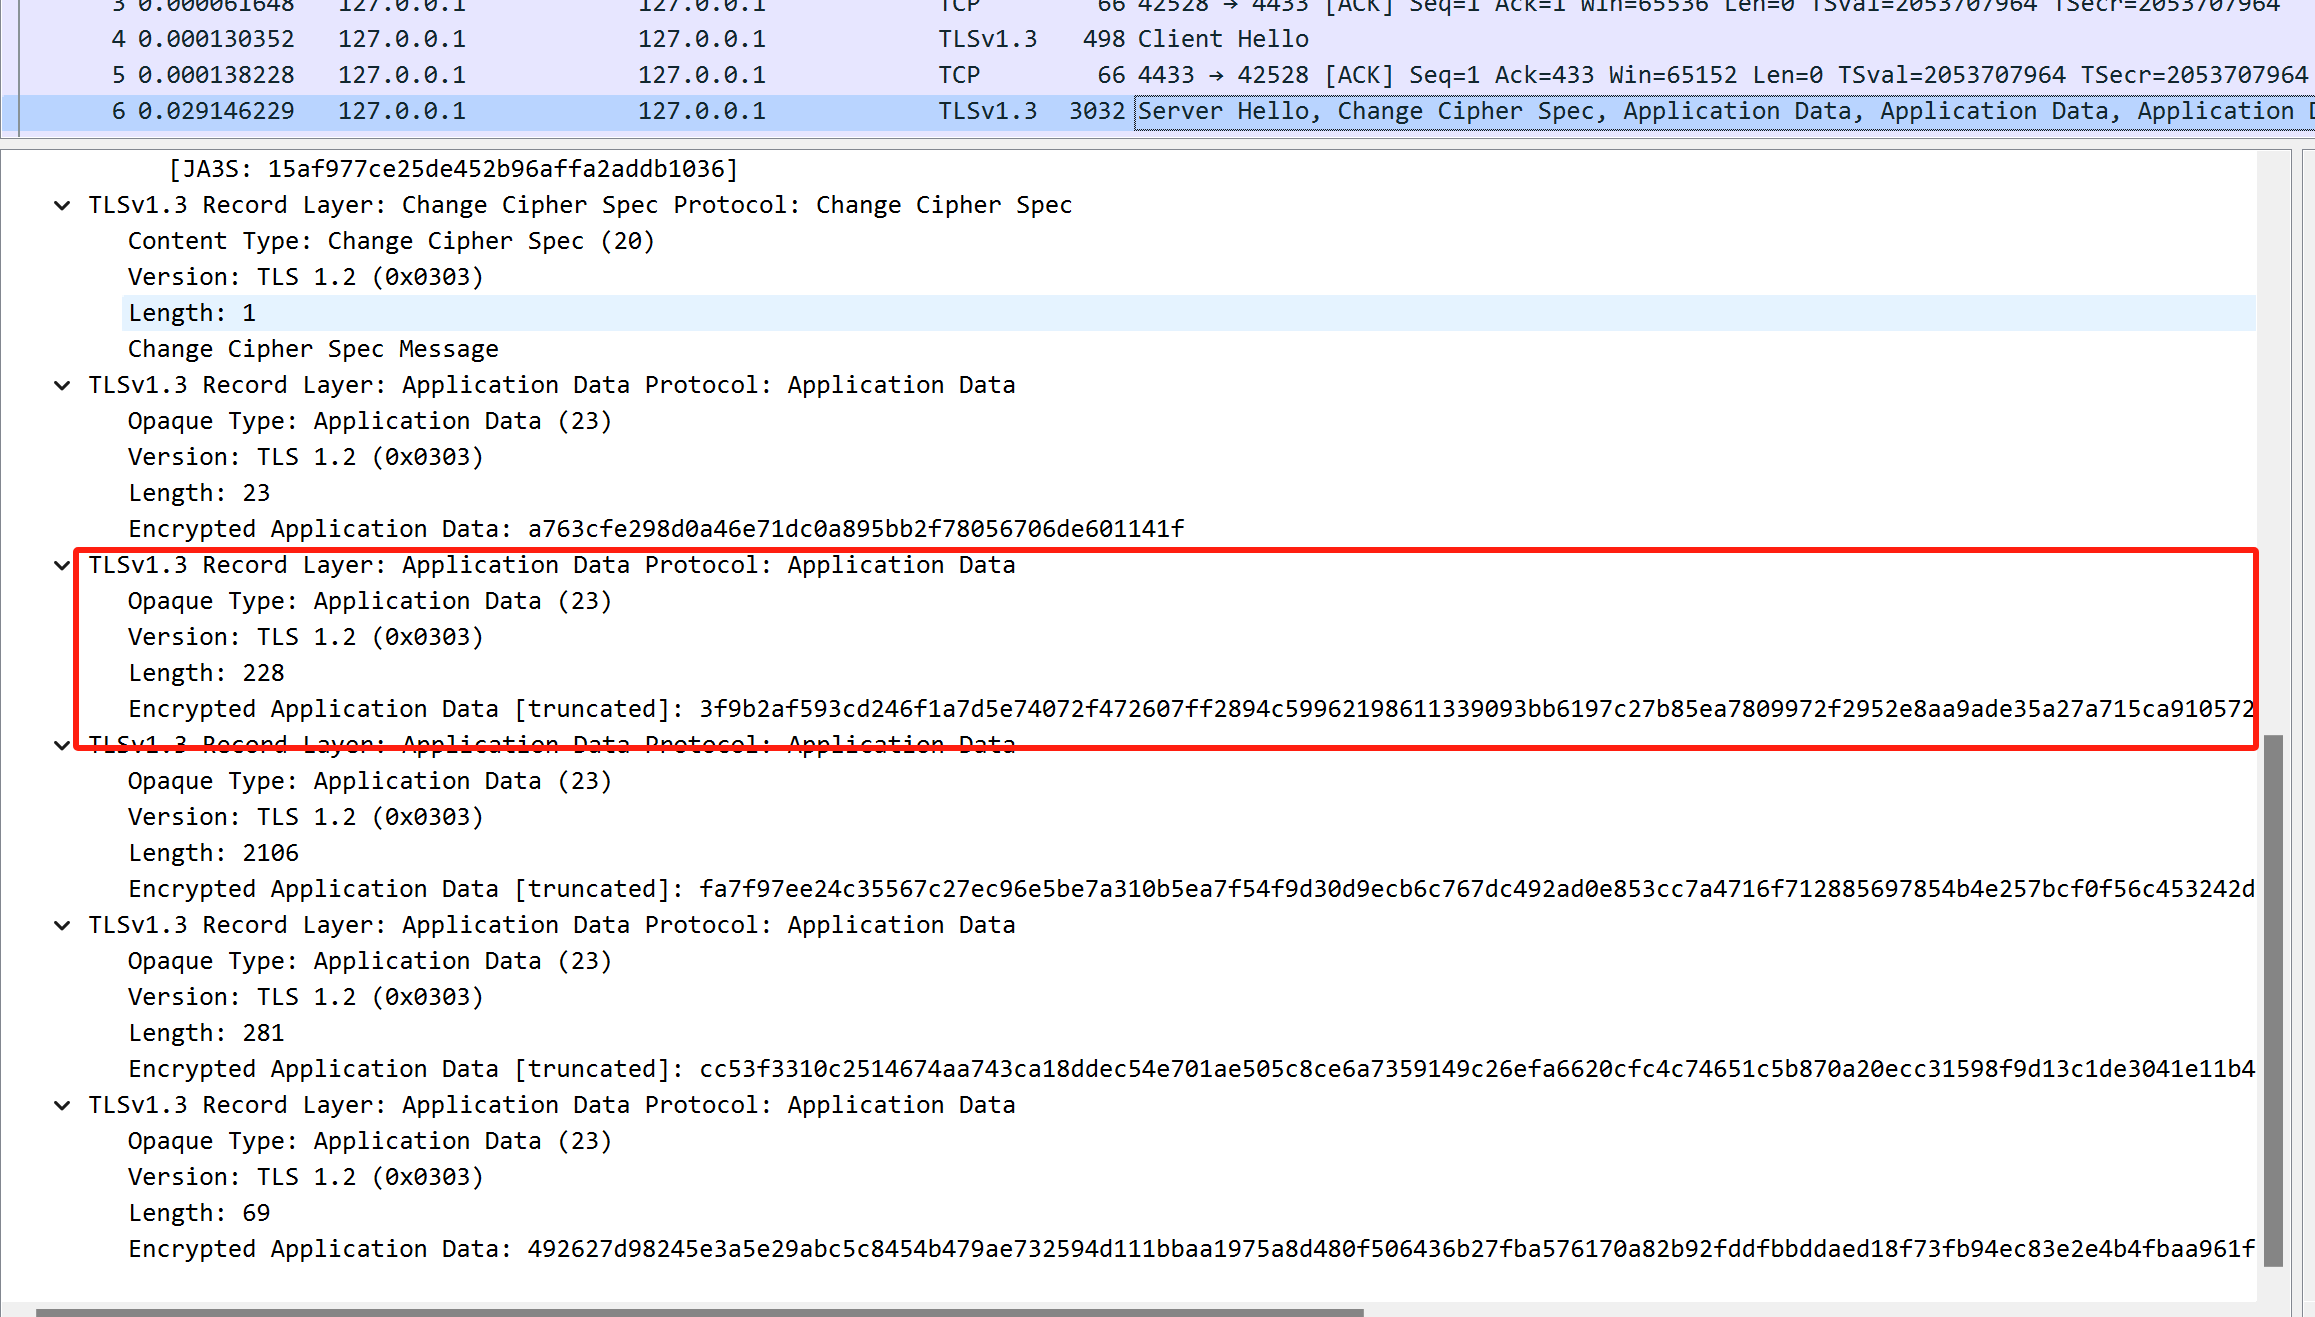 3 0.000061648 127.0.0.1 127.0.0.1 TCP 66 42528 → 4433 [ACK] Seq=1 Ack=1 Win=65536 Len=0 TSval=2053707964 TSecr=2053707964
4 0.000130352 127.0.0.1 127.0.0.1 TLSv1.3 498 Client Hello
5 0.000138228 127.0.0.1 127.0.0.1 TCP 66 4433 → 42528 [ACK] Seq=1 Ack=433 Win=65152 Len=0 TSval=2053707964 TSecr=2053707964
6 0.029146229 127.0.0.1 127.0.0.1 TLSv1.3 3032 Server Hello, Change Cipher Spec, Application Data, Application Data, Application D
[JA3S: 15af977ce25de452b96affa2addb1036]
TLSv1.3 Record Layer: Change Cipher Spec Protocol: Change Cipher Spec
Content Type: Change Cipher Spec (20)
Version: TLS 1.2 (0x0303)
Length: 1
Change Cipher Spec Message
TLSv1.3 Record Layer: Application Data Protocol: Application Data
Opaque Type: Application Data (23)
Version: TLS 1.2 (0x0303)
Length: 23
Encrypted Application Data: a763cfe298d0a46e71dc0a895bb2f78056706de601141f
TLSv1.3 Record Layer: Application Data Protocol: Application Data
Opaque Type: Application Data (23)
Version: TLS 1.2 (0x0303)
Length: 228
Encrypted Application Data [truncated]: 3f9b2af593cd246f1a7d5e74072f472607ff2894c59962198611339093bb6197c27b85ea7809972f2952e8aa9ade35a27a715ca910572
TLSv1.3 Record Layer: Application Data Protocol: Application Data
Opaque Type: Application Data (23)
Version: TLS 1.2 (0x0303)
Length: 2106
Encrypted Application Data [truncated]: fa7f97ee24c35567c27ec96e5be7a310b5ea7f54f9d30d9ecb6c767dc492ad0e853cc7a4716f712885697854b4e257bcf0f56c453242d
TLSv1.3 Record Layer: Application Data Protocol: Application Data
Opaque Type: Application Data (23)
Version: TLS 1.2 (0x0303)
Length: 281
Encrypted Application Data [truncated]: cc53f3310c2514674aa743ca18ddec54e701ae505c8ce6a7359149c26efa6620cfc4c74651c5b870a20ecc31598f9d13c1de3041e11b4
TLSv1.3 Record Layer: Application Data Protocol: Application Data
Opaque Type: Application Data (23)
Version: TLS 1.2 (0x0303)
Length: 69
Encrypted Application Data: 492627d98245e3a5e29abc5c8454b479ae732594d111bbaa1975a8d480f506436b27fba576170a82b92fddfbbddaed18f73fb94ec83e2e4b4fbaa961f